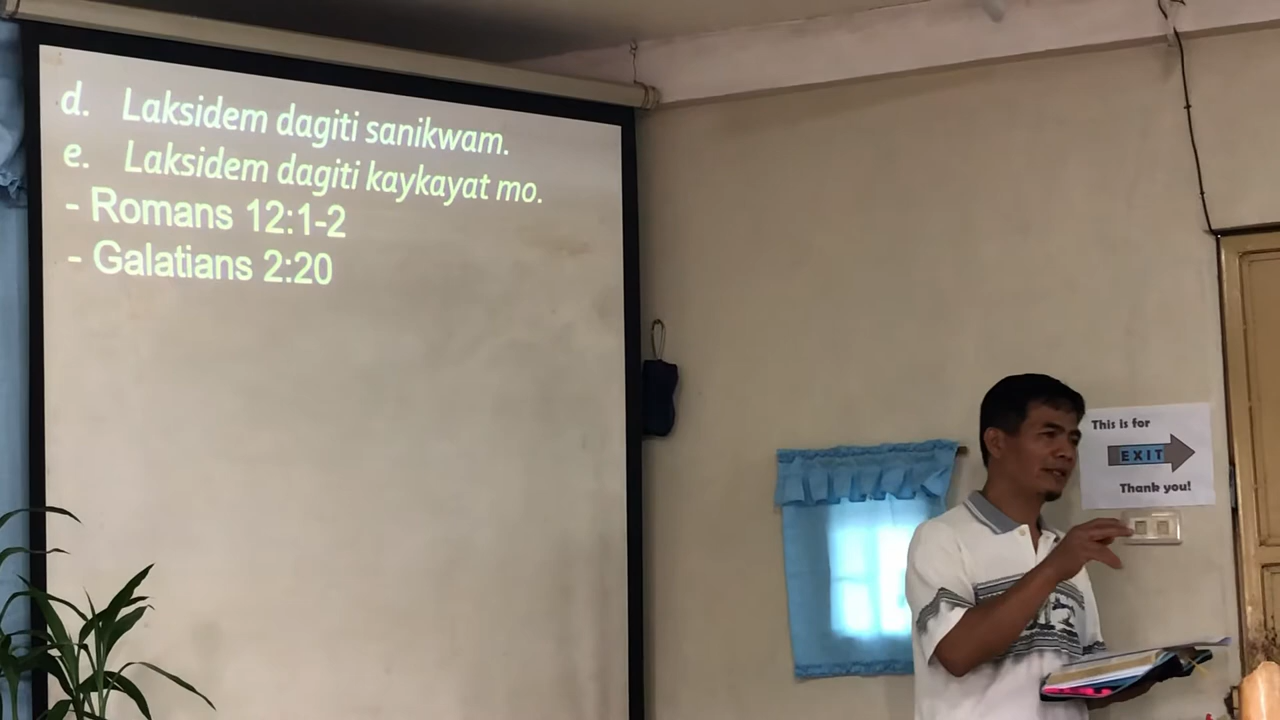 d. Laksidem dagiti sanikwam.
e. Laksidem dagiti kaykayat mo.
- Romans 12:1-2
- Galatians 2:20
This is for
EXIT
Thank you!